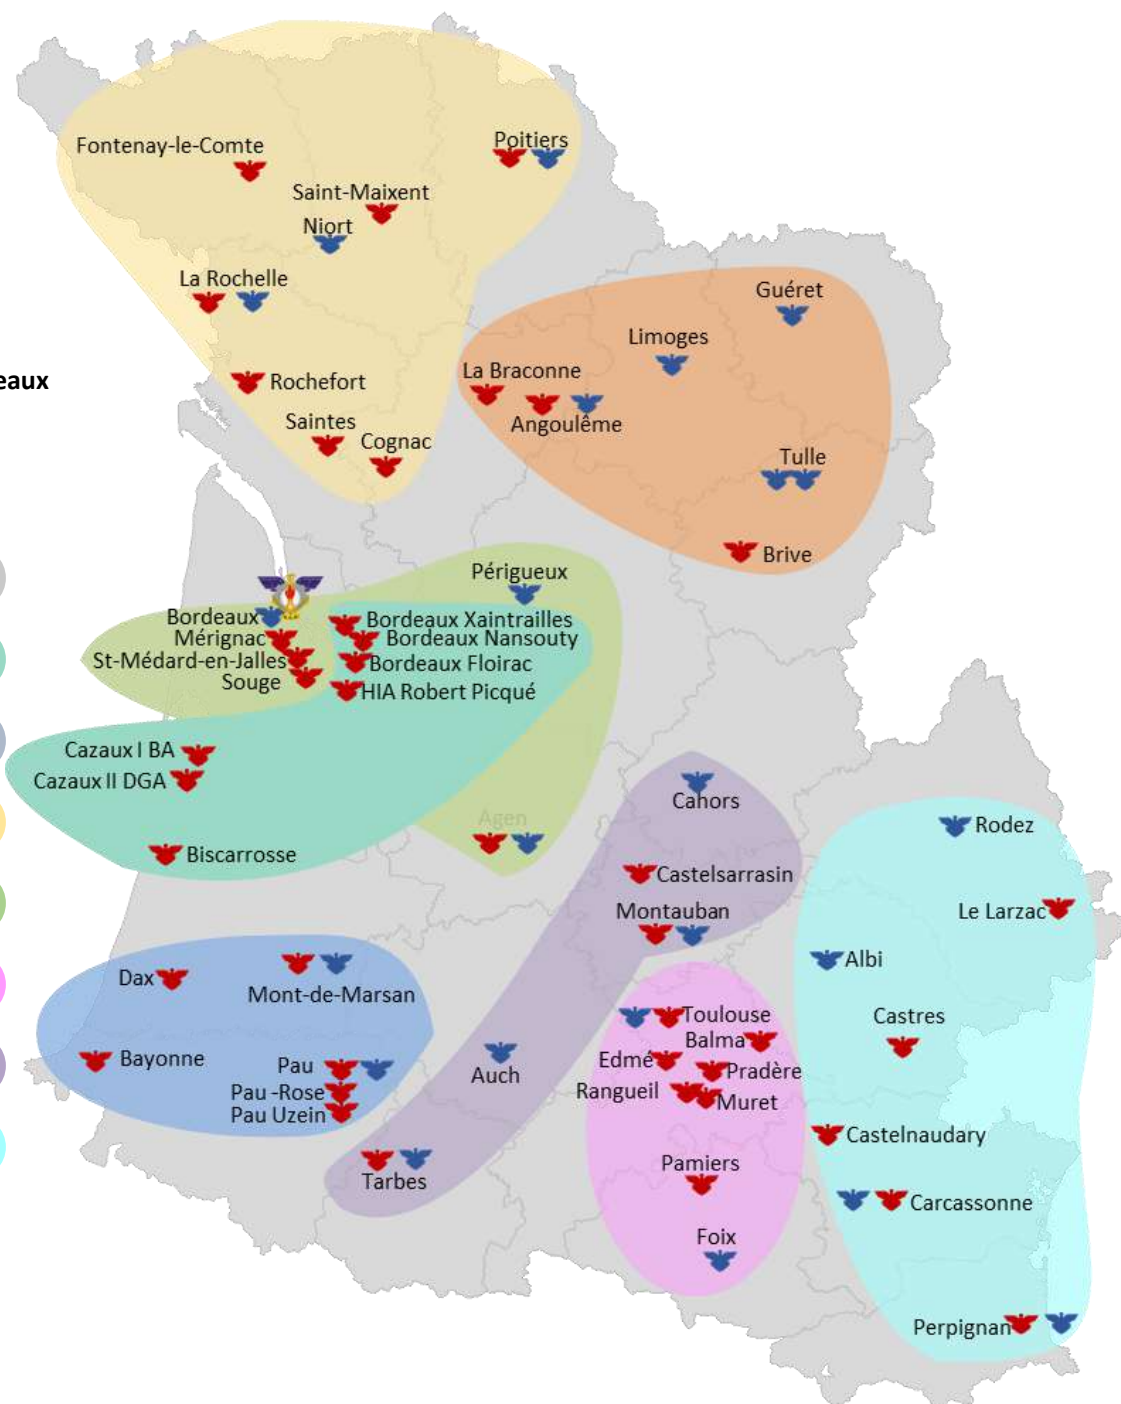 Poitiers
Fontenay-le-Comte
Saint-Maixent
Niort
La Rochelle
Guéret
Limoges
La Braconne
eaux
Rochefort
Angoulême
Saintes
Cognac
Tulle
Brive
Périgueux
Bordeaux
Bordeaux Xaintrailles
Mérignac
Bordeaux Nansouty
St-Médard-en-Jalles
Bordeaux Floirac
Souge
HIA Robert Picqué
Cazaux I BA
Cazaux II DGA
Cahors
Agen
Rodez
Biscarrosse
Castelsarrasin
Montauban
Le Larzac
Albi
Dax
Mont-de-Marsan
Toulouse
Castres
Balma
Bayonne
Edmé
Pau
Auch
Pradère
Pau -Rose
Rangueil
Muret
Pau Uzein
Castelnaudary
Pamiers
Tarbes
Carcassonne
Foix
Perpignan